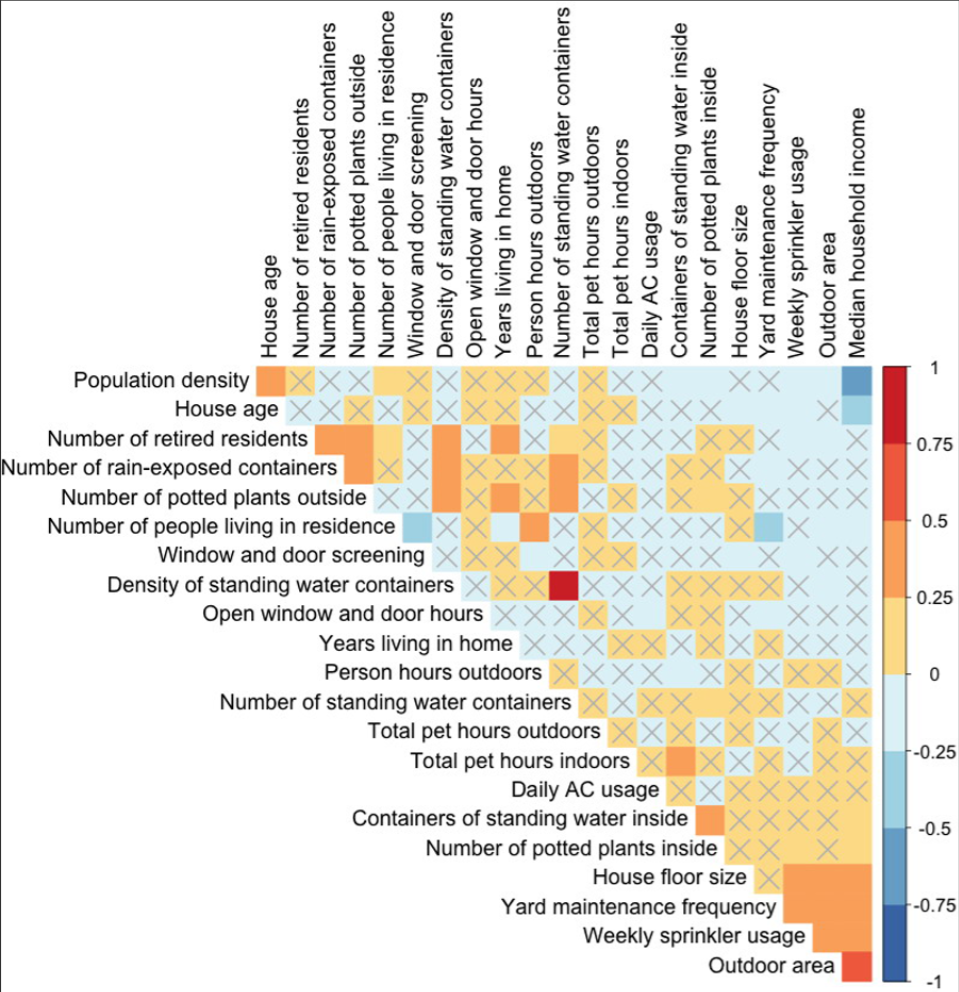 House age
Number of retired residents
Number of rain-exposed containers
Number of potted plants outside
Number of people living in residence
Window and door screening
Density of standing water containers
Open window and door hours
Years living in home
Person hours outdoors
Number of standing water containers
Total pet hours outdoors
Total pet hours indoors
Daily AC usage
Containers of standing water inside
Number of potted plants inside
House floor size
Yard maintenance frequency
Weekly sprinkler usage
Outdoor area
Median household income
Population density
House age
Number of retired residents
Number of rain-exposed containers
Number of potted plants outside
Number of people living in residence
Window and door screening
Density of standing water containers
Open window and door hours
Years living in home
Person hours outdoors
Number of standing water containers
Total pet hours outdoors
Total pet hours indoors
Daily AC usage
Containers of standing water inside
Number of potted plants inside
House floor size
Yard maintenance frequency
Weekly sprinkler usage
Outdoor area
1
0.75
0.5
0.25
0
-0.25
-0.5
-0.75
-1